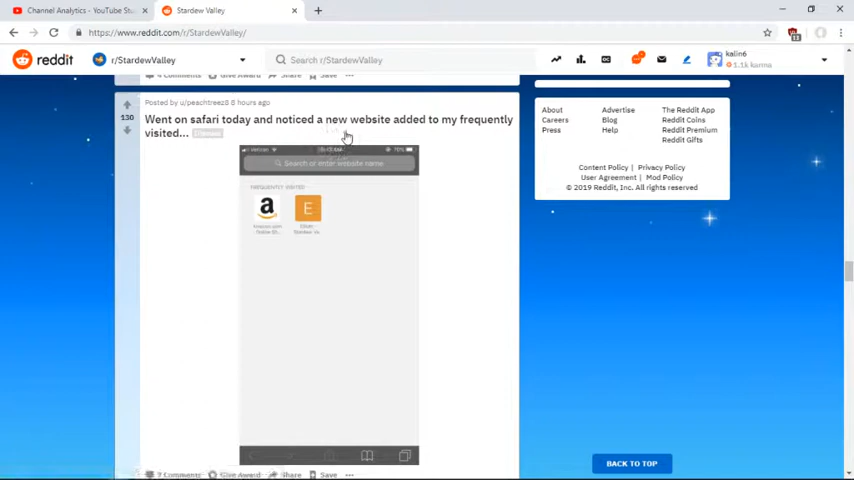 Channel Analytics - YouTube Stu
Stardew Valley
https://www.reddit.com/r/StardewValley/
reddit
r/StardewValley
Search r/StardewValley
kalin6
1.1k karma
4 Comments Give Award Share Save
Posted by u/peachtreez8 8 hours ago
130
Went on safari today and noticed a new website added to my frequently
visited...
Verizon
70%
Search or enter website name
FREQUENTLY VISITED
a
E
7 Comments Give Award Share Save
About
Advertise
The Reddit App
Careers
Blog
Reddit Coins
Press
Help
Reddit Premium
Reddit Gifts
Content Policy | Privacy Policy
User Agreement | Mod Policy
© 2019 Reddit, Inc. All rights reserved
BACK TO TOP